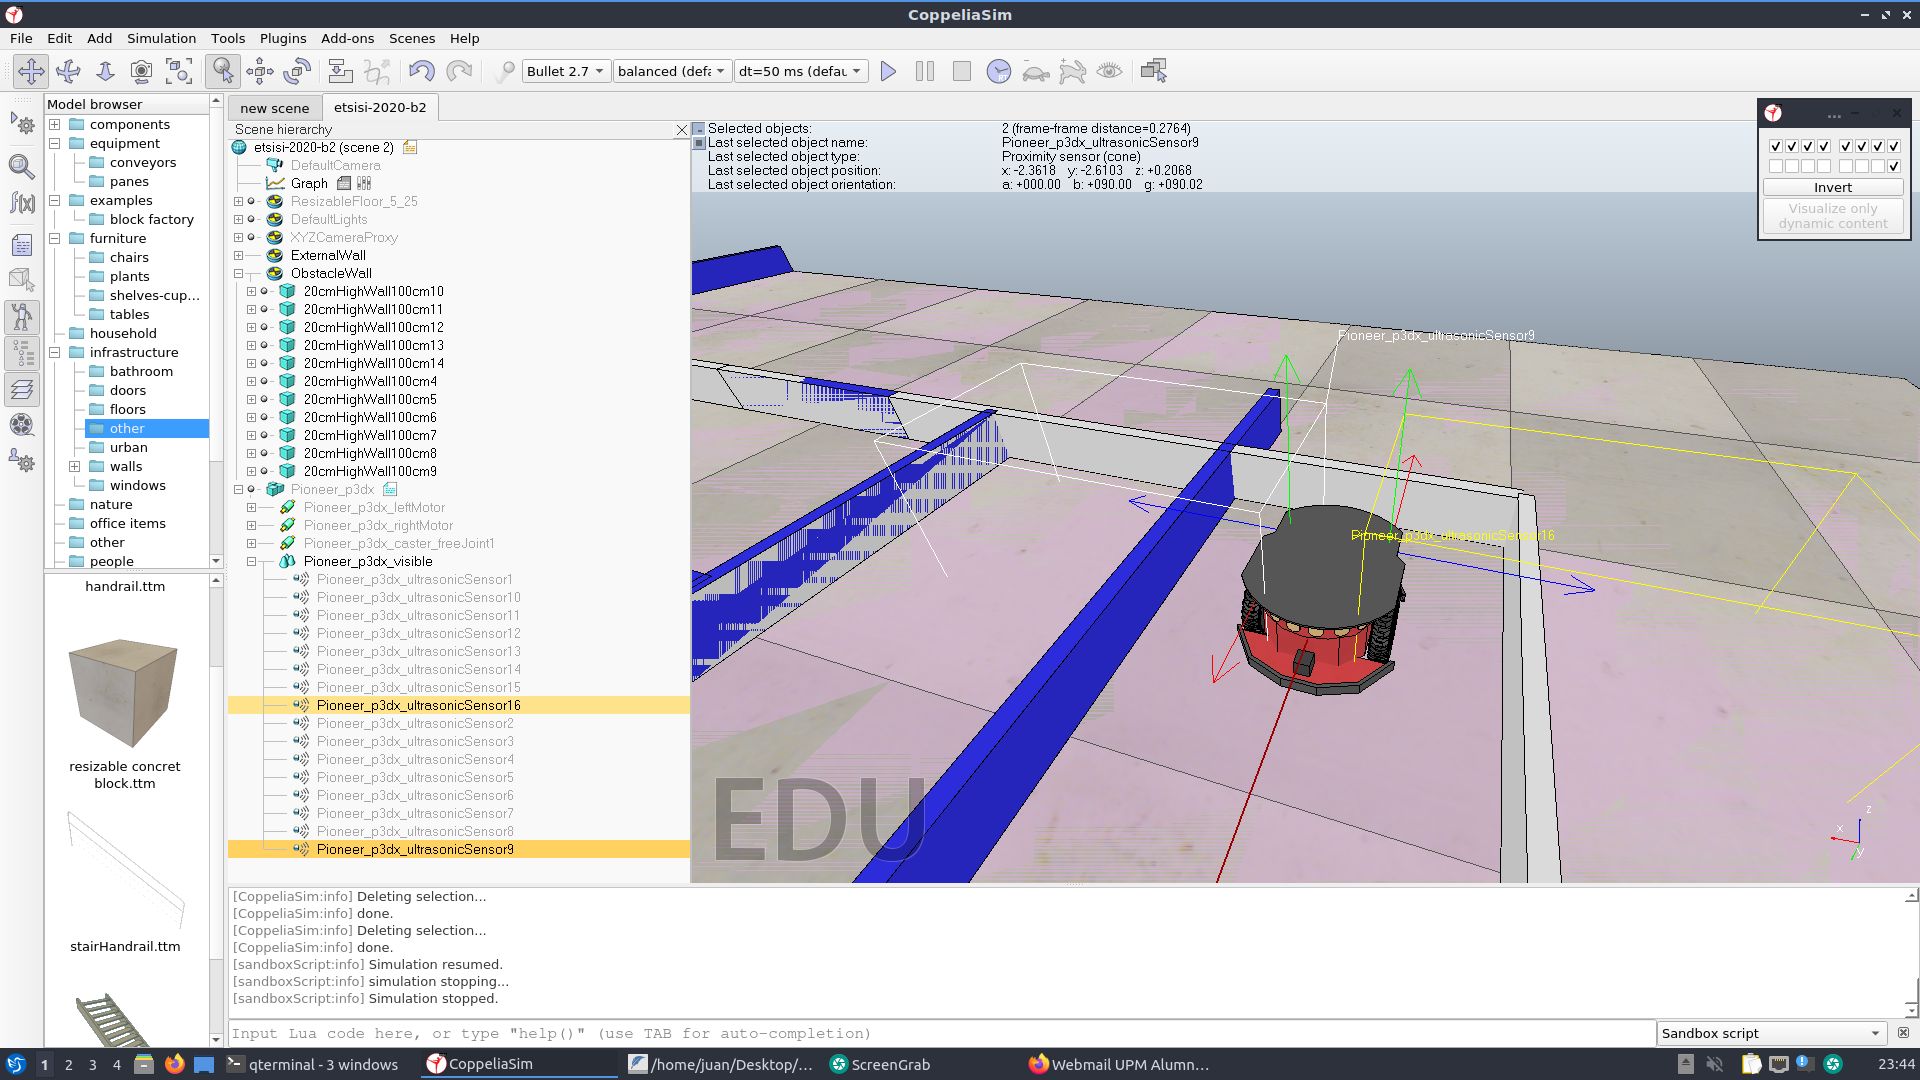 CoppeliaSim
File Edit Add Simulation Tools Plugins Add-ons Scenes Help
Bullet 2.7 balanced (defa dt=50 ms (defau
Model browser
components
equipment
conveyors
panes
examples
block factory
furniture
chairs
plants
shelves-cup...
tables
household
infrastructure
bathroom
doors
floors
other
urban
walls
windows
nature
office items
other
people
handrail.ttm
resizable concret
block.ttm
stairHandrail.ttm
new scene etsisi-2020-b2
Scene hierarchy
etsisi-2020-b2 (scene 2)
DefaultCamera
Graph
ResizableFloor_5_25
DefaultLights
XYZCameraProxy
ExternalWall
ObstacleWall
20cmHighWall100cm10
20cmHighWall100cm11
20cmHighWall100cm12
20cmHighWall100cm13
20cmHighWall100cm14
20cmHighWall100cm4
20cmHighWall100cm5
20cmHighWall100cm6
20cmHighWall100cm7
20cmHighWall100cm8
20cmHighWall100cm9
Pioneer_p3dx
Pioneer_p3dx_leftMotor
Pioneer_p3dx_rightMotor
Pioneer_p3dx_caster_freeJoint1
Pioneer_p3dx_visible
Pioneer_p3dx_ultrasonicSensor1
Pioneer_p3dx_ultrasonicSensor10
Pioneer_p3dx_ultrasonicSensor11
Pioneer_p3dx_ultrasonicSensor12
Pioneer_p3dx_ultrasonicSensor13
Pioneer_p3dx_ultrasonicSensor14
Pioneer_p3dx_ultrasonicSensor15
Pioneer_p3dx_ultrasonicSensor16
Pioneer_p3dx_ultrasonicSensor2
Pioneer_p3dx_ultrasonicSensor3
Pioneer_p3dx_ultrasonicSensor4
Pioneer_p3dx_ultrasonicSensor5
Pioneer_p3dx_ultrasonicSensor6
Pioneer_p3dx_ultrasonicSensor7
Pioneer_p3dx_ultrasonicSensor8
Pioneer_p3dx_ultrasonicSensor9
Selected objects: 2 (frame-frame distance=0.2764)
Last selected object name: Pioneer_p3dx_ultrasonicSensor9
Last selected object type: Proximity sensor (cone)
Last selected object position: x: -2.3618 y: -2.6103 z: +0.2068
Last selected object orientation: a: +000.00 b: +090.00 g: +090.02
...
Invert
Visualize only
dynamic content
Pioneer_p3dx_ultrasonicSensor9
Pioneer_p3dx_ultrasonicSensor16
EDU
z
x
y
[CoppeliaSim:info] Deleting selection...
[CoppeliaSim:info] done.
[CoppeliaSim:info] Deleting selection...
[CoppeliaSim:info] done.
[sandboxScript:info] Simulation resumed.
[sandboxScript:info] simulation stopping...
[sandboxScript:info] Simulation stopped.
Input Lua code here, or type "help()" (use TAB for auto-completion)
Sandbox script
1 2 3 4 qterminal - 3 windows CoppeliaSim /home/juan/Desktop/... ScreenGrab Webmail UPM Alumn... 23:44